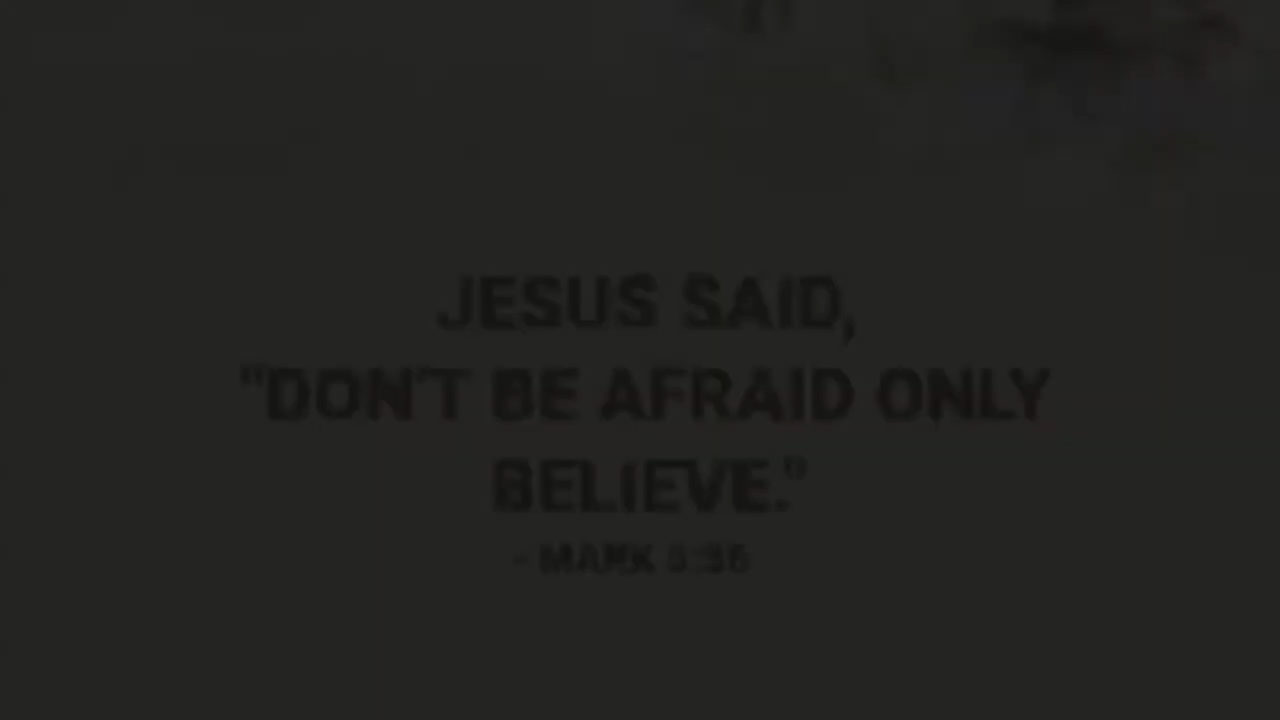 JESUS SAID,
"DON'T BE AFRAID ONLY
BELIEVE."
- MARK 5:36